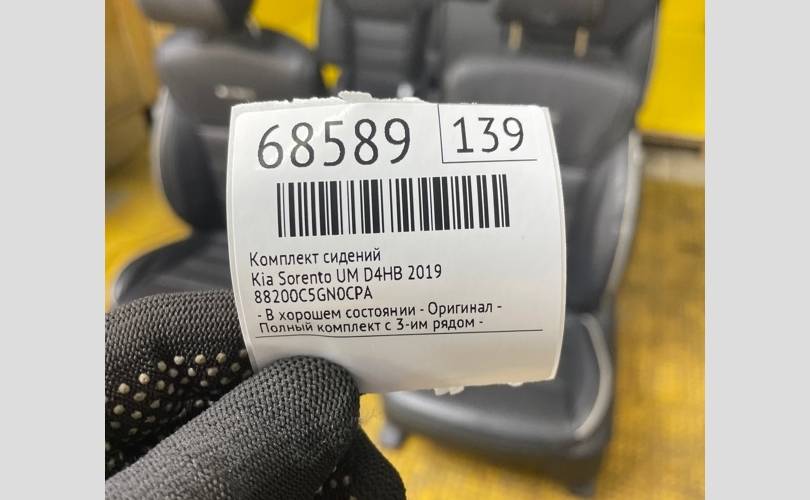 68589
139
Комплект сидений
Kia Sorento UM D4HB 2019
88200C5GN0CPA
- В хорошем состоянии - Оригинал -
Полный комплект с 3-им рядом -